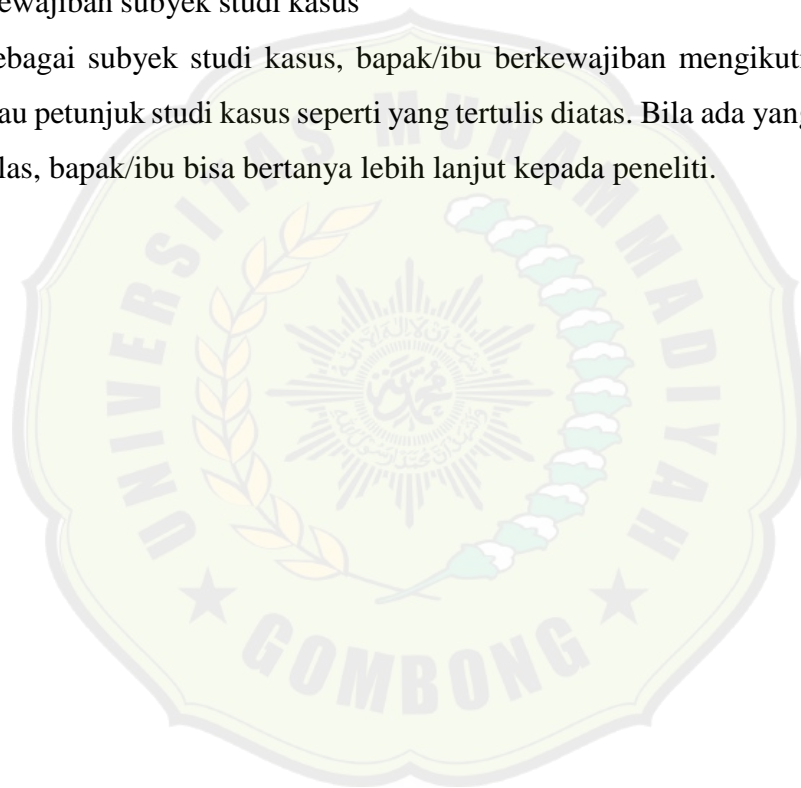 ewajiban subyek studi kasus
ebagai subyek studi kasus, bapak/ibu berkewajiban mengikuti
au petunjuk studi kasus seperti yang tertulis diatas. Bila ada yang
las, bapak/ibu bisa bertanya lebih lanjut kepada peneliti.
UNIVERSITAS MUHAMMADIYAH
GOMBONG